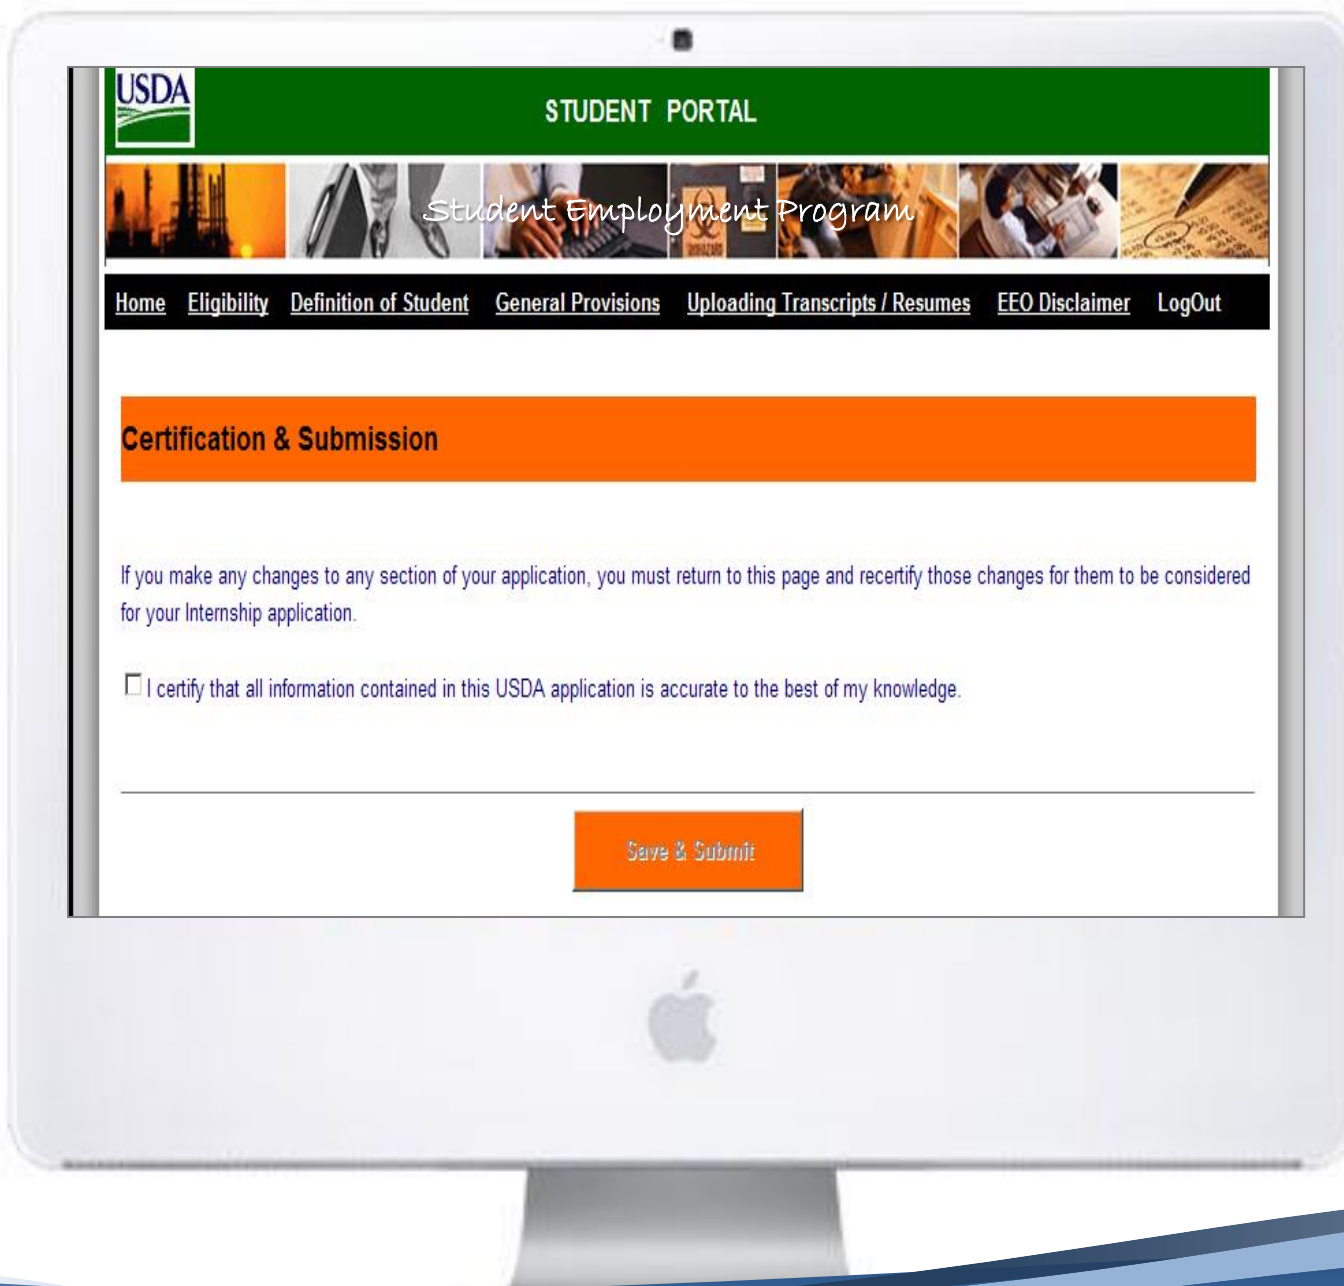 USDA
STUDENT PORTAL
Student Employment Program
Home Eligibility Definition of Student General Provisions Uploading Transcripts / Resumes EEO Disclaimer LogOut
Certification & Submission
If you make any changes to any section of your application, you must return to this page and recertify those changes for them to be considered
for your Internship application.
I certify that all information contained in this USDA application is accurate to the best of my knowledge.
Save & Submit